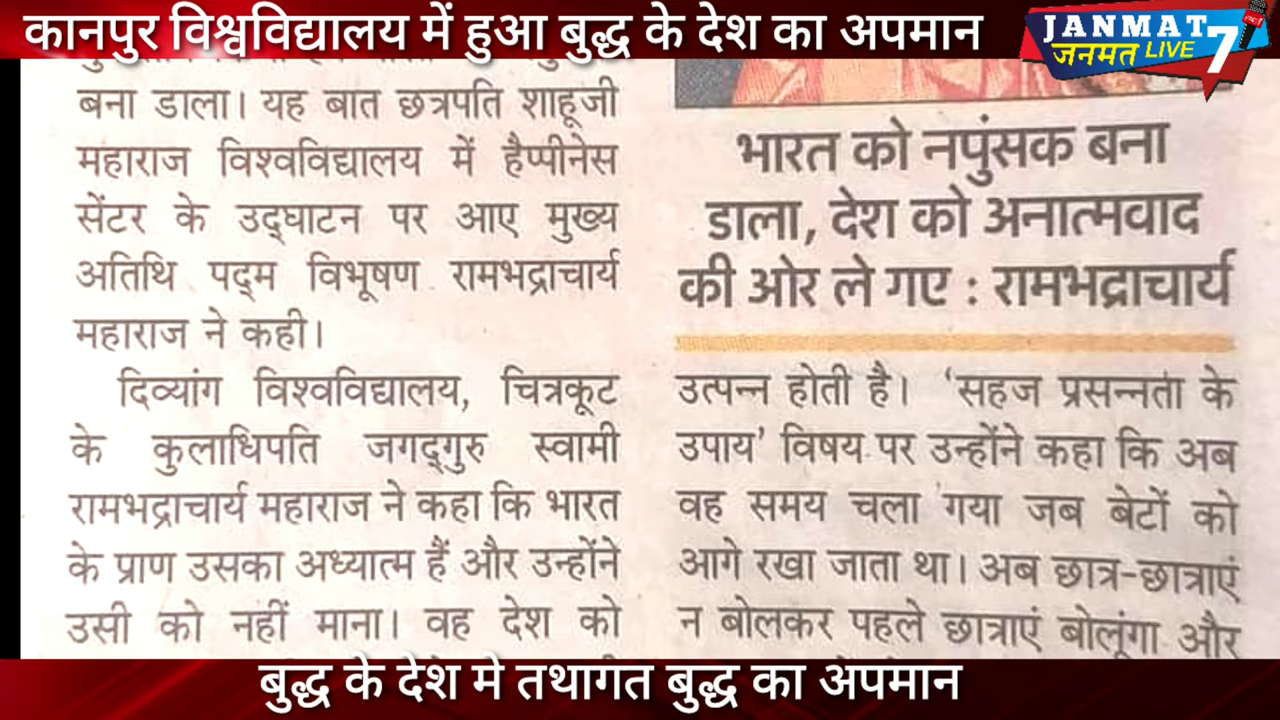 कानपुर विश्वविद्यालय में हुआ बुद्ध के देश का अपमान
JANMAT
जनमत LIVE 7
बना डाला। यह बात छत्रपति शाहूजी
महाराज विश्वविद्यालय में हैप्पीनेस
सेंटर के उद्घाटन पर आए मुख्य
अतिथि पद्म विभूषण रामभद्राचार्य
महाराज ने कही।
दिव्यांग विश्वविद्यालय, चित्रकूट
के कुलाधिपति जगद्गुरु स्वामी
रामभद्राचार्य महाराज ने कहा कि भारत
के प्राण उसका अध्यात्म हैं और उन्होंने
उसी को नहीं माना। वह देश को
भारत को नपुंसक बना
डाला, देश को अनात्मवाद
की ओर ले गए : रामभद्राचार्य
उत्पन्न होती है। ‘सहज प्रसन्नता के
उपाय’ विषय पर उन्होंने कहा कि अब
वह समय चला गया जब बेटों को
आगे रखा जाता था। अब छात्र-छात्राएं
न बोलकर पहले छात्राएं बोलूंगा और
बुद्ध के देश मे तथागत बुद्ध का अपमान